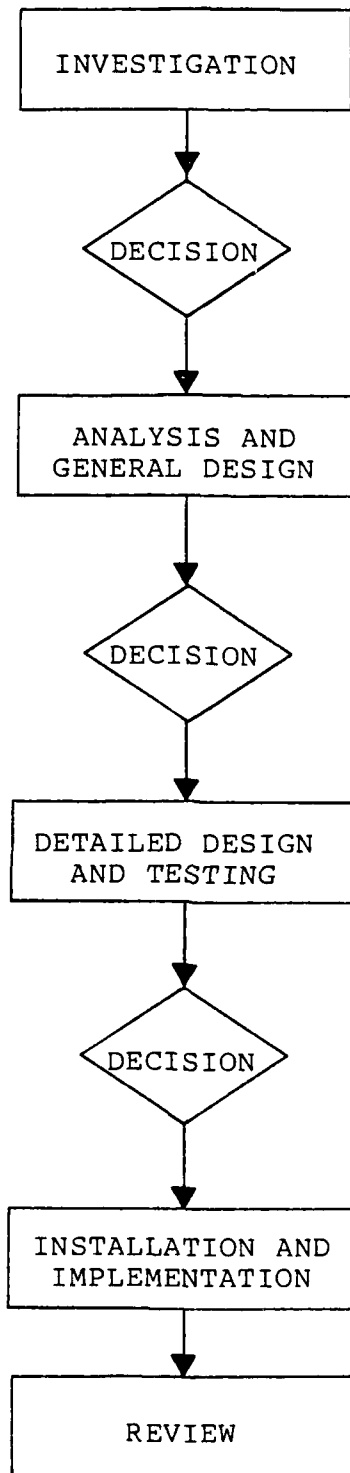 INVESTIGATION
DECISION
ANALYSIS AND
GENERAL DESIGN
DECISION
DETAILED DESIGN
AND TESTING
DECISION
INSTALLATION AND
IMPLEMENTATION
REVIEW